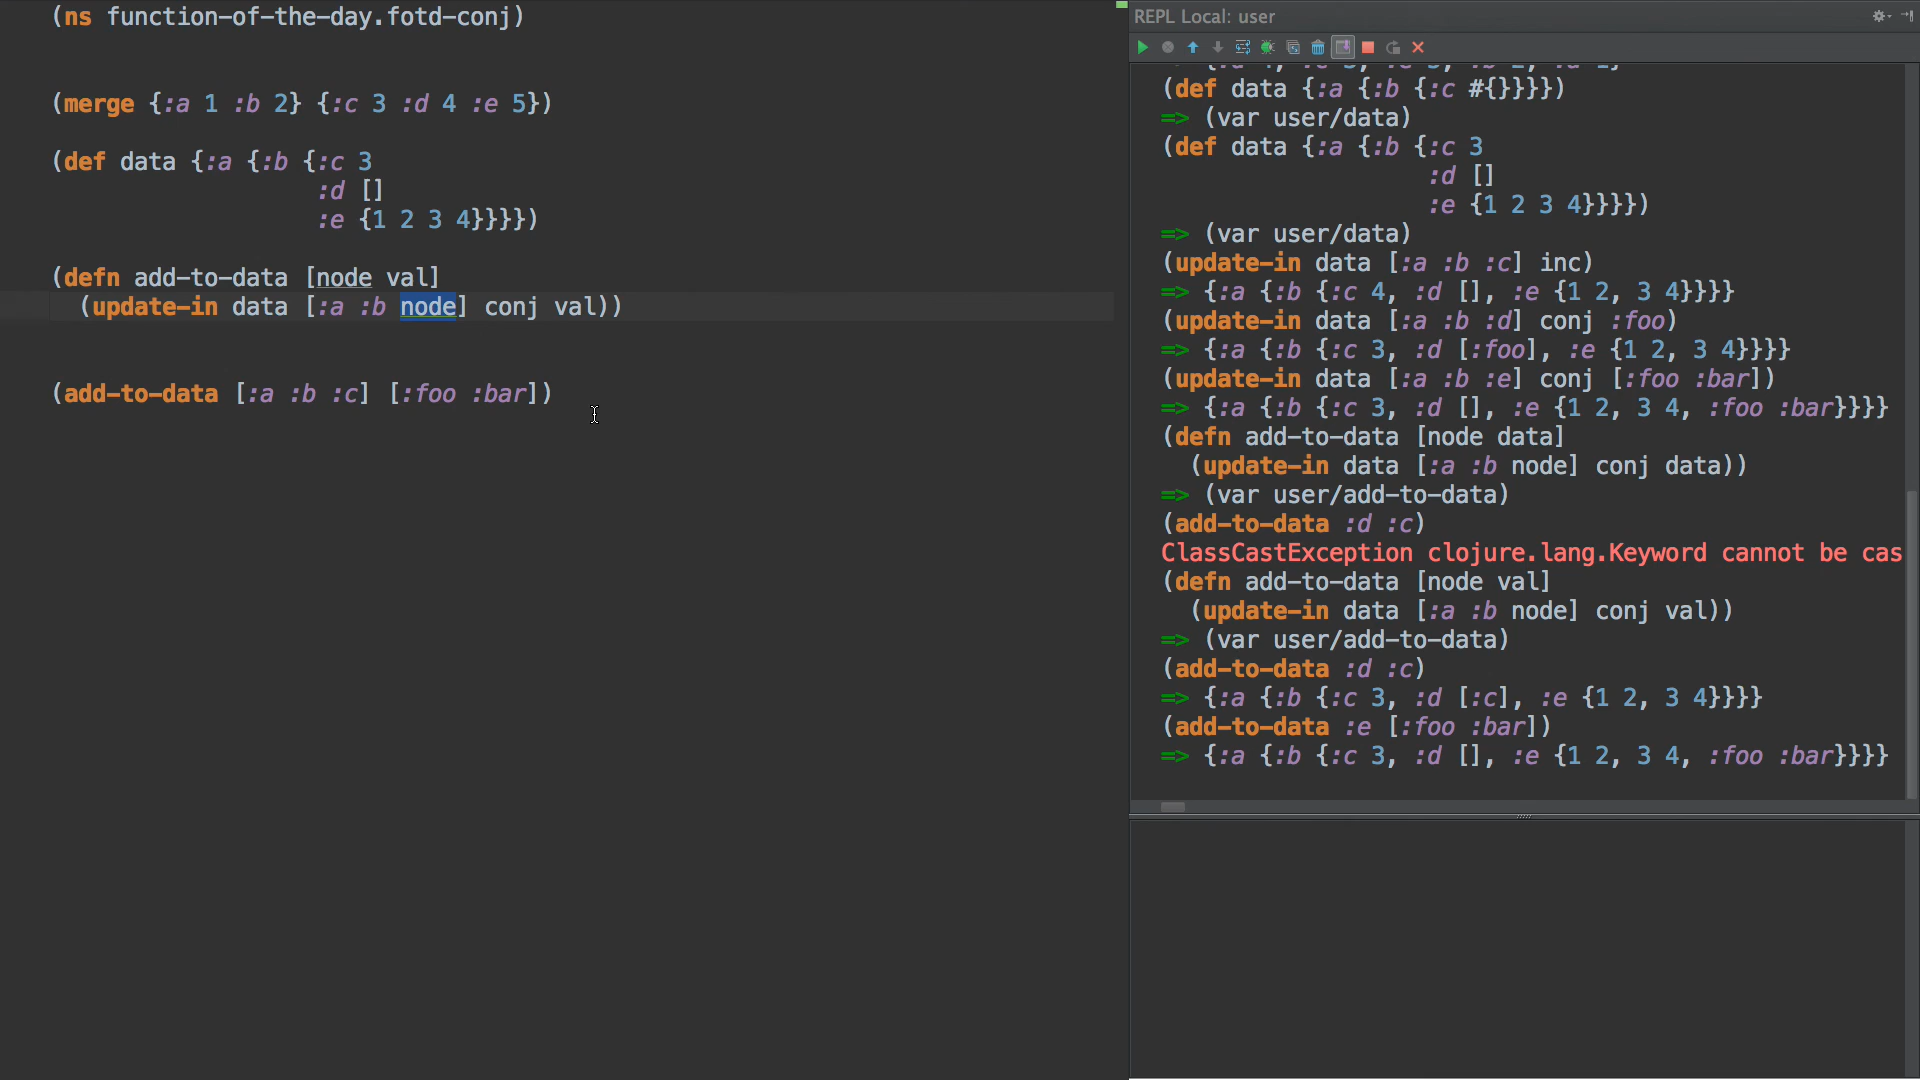 (ns function-of-the-day.fotd-conj)
(merge {:a 1 :b 2} {:c 3 :d 4 :e 5})
(def data {:a {:b {:c 3
:d []
:e {1 2 3 4}}}})
(defn add-to-data [node val]
(update-in data [:a :b node] conj val))
(add-to-data [:a :b :c] [:foo :bar])
REPL Local: user
(def data {:a {:b {:c #{}}}})
=> (var user/data)
(def data {:a {:b {:c 3
:d []
:e {1 2 3 4}}}})
=> (var user/data)
(update-in data [:a :b :c] inc)
=> {:a {:b {:c 4, :d [], :e {1 2, 3 4}}}}
(update-in data [:a :b :d] conj :foo)
=> {:a {:b {:c 3, :d [:foo], :e {1 2, 3 4}}}}
(update-in data [:a :b :e] conj [:foo :bar])
=> {:a {:b {:c 3, :d [], :e {1 2, 3 4, :foo :bar}}}}
(defn add-to-data [node data]
(update-in data [:a :b node] conj data))
=> (var user/add-to-data)
(add-to-data :d :c)
ClassCastException clojure.lang.Keyword cannot be cas
(defn add-to-data [node val]
(update-in data [:a :b node] conj val))
=> (var user/add-to-data)
(add-to-data :d :c)
=> {:a {:b {:c 3, :d [:c], :e {1 2, 3 4}}}}
(add-to-data :e [:foo :bar])
=> {:a {:b {:c 3, :d [], :e {1 2, 3 4, :foo :bar}}}}